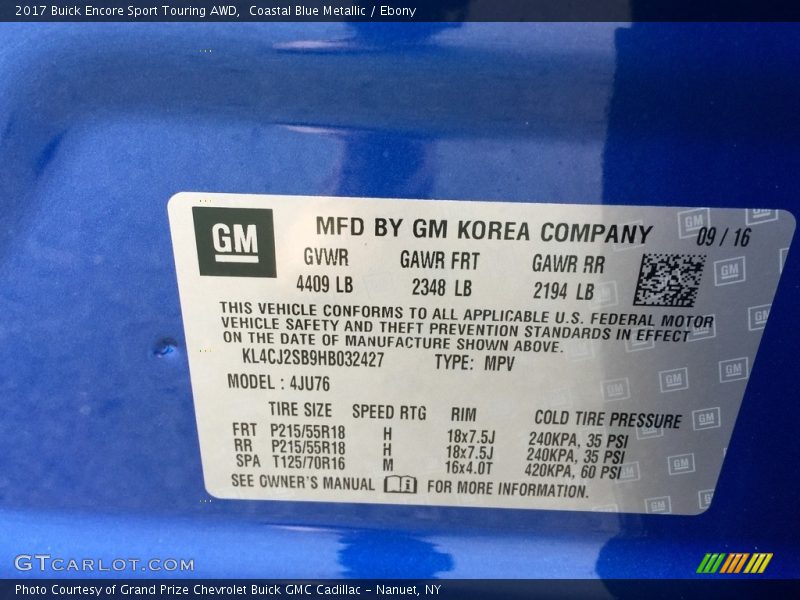 2017 Buick Encore Sport Touring AWD,  Coastal Blue Metallic / Ebony
GM
MFD BY GM KOREA COMPANY 09 / 16
GVWR GAWR FRT GAWR RR
4409 LB 2348 LB 2194 LB
THIS VEHICLE CONFORMS TO ALL APPLICABLE U.S. FEDERAL MOTOR
VEHICLE SAFETY AND THEFT PREVENTION STANDARDS IN EFFECT
ON THE DATE OF MANUFACTURE SHOWN ABOVE.
KL4CJ2SB9HB032427 TYPE: MPV
MODEL : 4JU76
TIRE SIZE SPEED RTG RIM COLD TIRE PRESSURE
FRT P215/55R18 H 18x7.5J 240KPA, 35 PSI
RR P215/55R18 H 18x7.5J 240KPA, 35 PSI
SPA T125/70R16 M 16x4.0T 420KPA, 60 PSI
SEE OWNER'S MANUAL FOR MORE INFORMATION.
GTCARLOT.COM
Photo Courtesy of Grand Prize Chevrolet Buick GMC Cadillac - Nanuet, NY